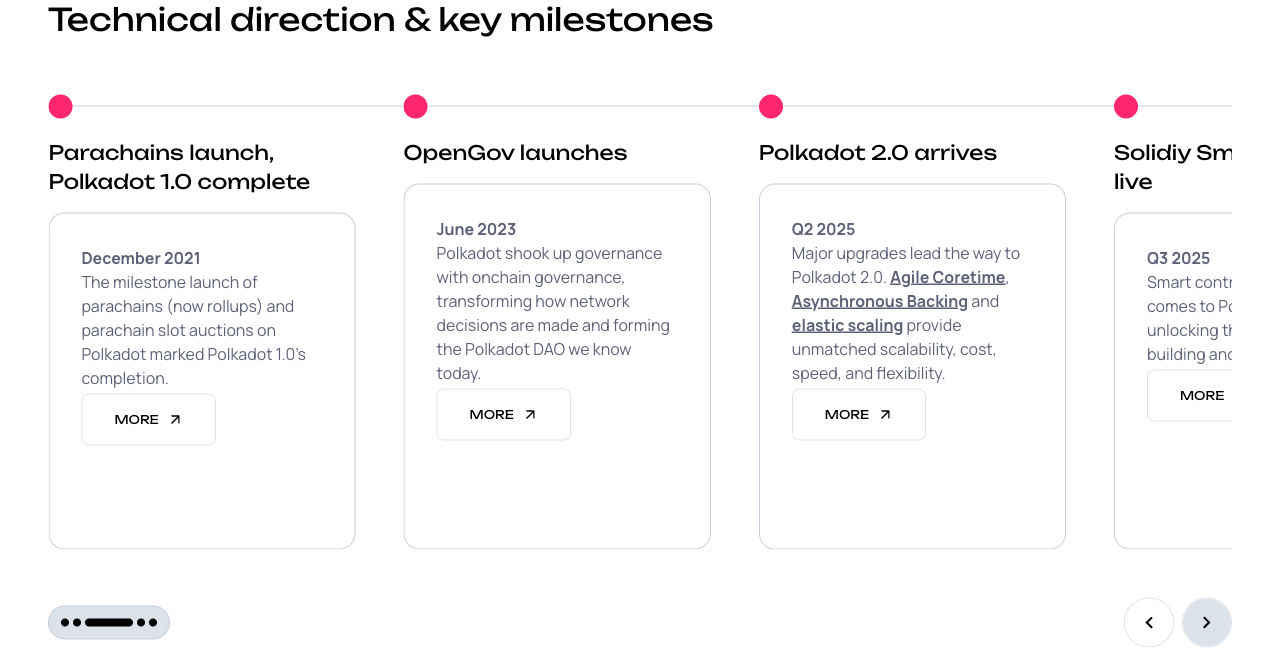 Technical direction & key milestones
Parachains launch,
Polkadot 1.0 complete
December 2021
The milestone launch of
parachains (now rollups) and
parachain slot auctions on
Polkadot marked Polkadot 1.0's
completion.
MORE
OpenGov launches
June 2023
Polkadot shook up governance
with onchain governance,
transforming how network
decisions are made and forming
the Polkadot DAO we know
today.
MORE
Polkadot 2.0 arrives
Q2 2025
Major upgrades lead the way to
Polkadot 2.0. Agile Coretime,
Asynchronous Backing and
elastic scaling provide
unmatched scalability, cost,
speed, and flexibility.
MORE
Solidiy Sm
live
Q3 2025
Smart contr
comes to Po
unlocking th
building and
MORE